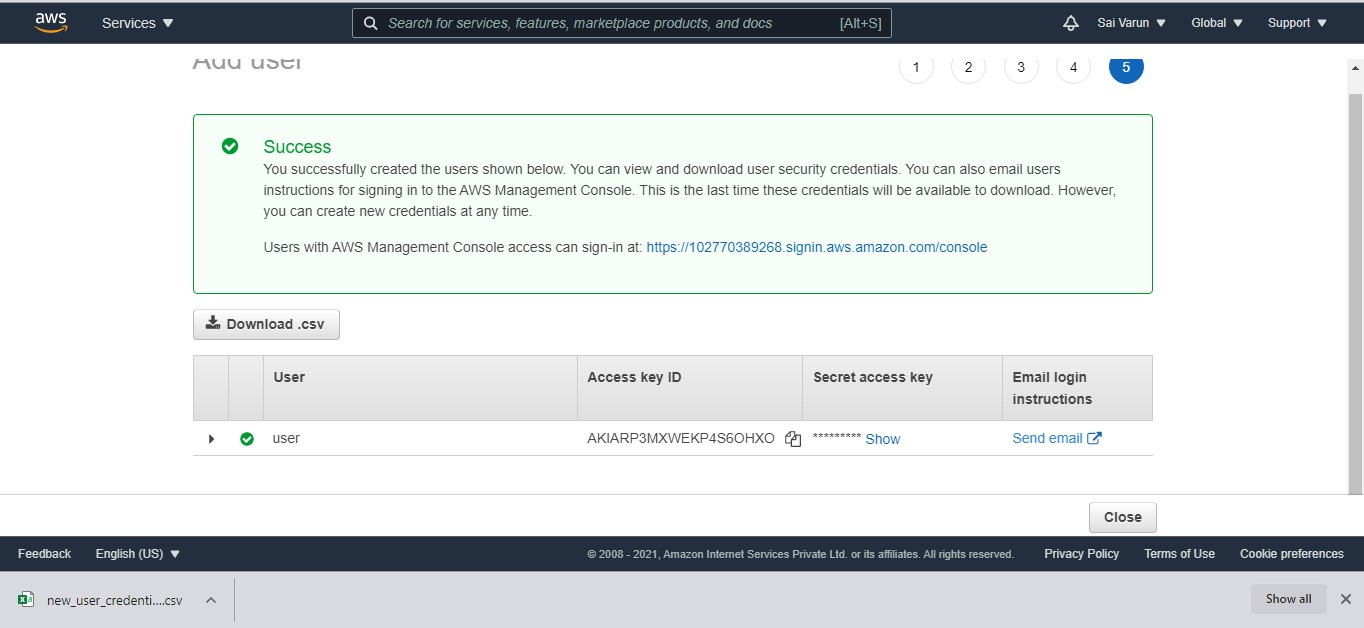 aws
Services
Search for services, features, marketplace products, and docs
[Alt+S]
Sai Varun
Global
Support
Add user
1
2
3
4
5
Success
You successfully created the users shown below. You can view and download user security credentials. You can also email users
instructions for signing in to the AWS Management Console. This is the last time these credentials will be available to download. However,
you can create new credentials at any time.
Users with AWS Management Console access can sign-in at: https://102770389268.signin.aws.amazon.com/console
Download .csv
User
Access key ID
Secret access key
Email login
instructions
user
AKIARP3MXWEKP4S6OHXO
********* Show
Send email
Close
Feedback
English (US)
© 2008 - 2021, Amazon Internet Services Private Ltd. or its affiliates. All rights reserved.
Privacy Policy
Terms of Use
Cookie preferences
new_user_credenti....csv
Show all